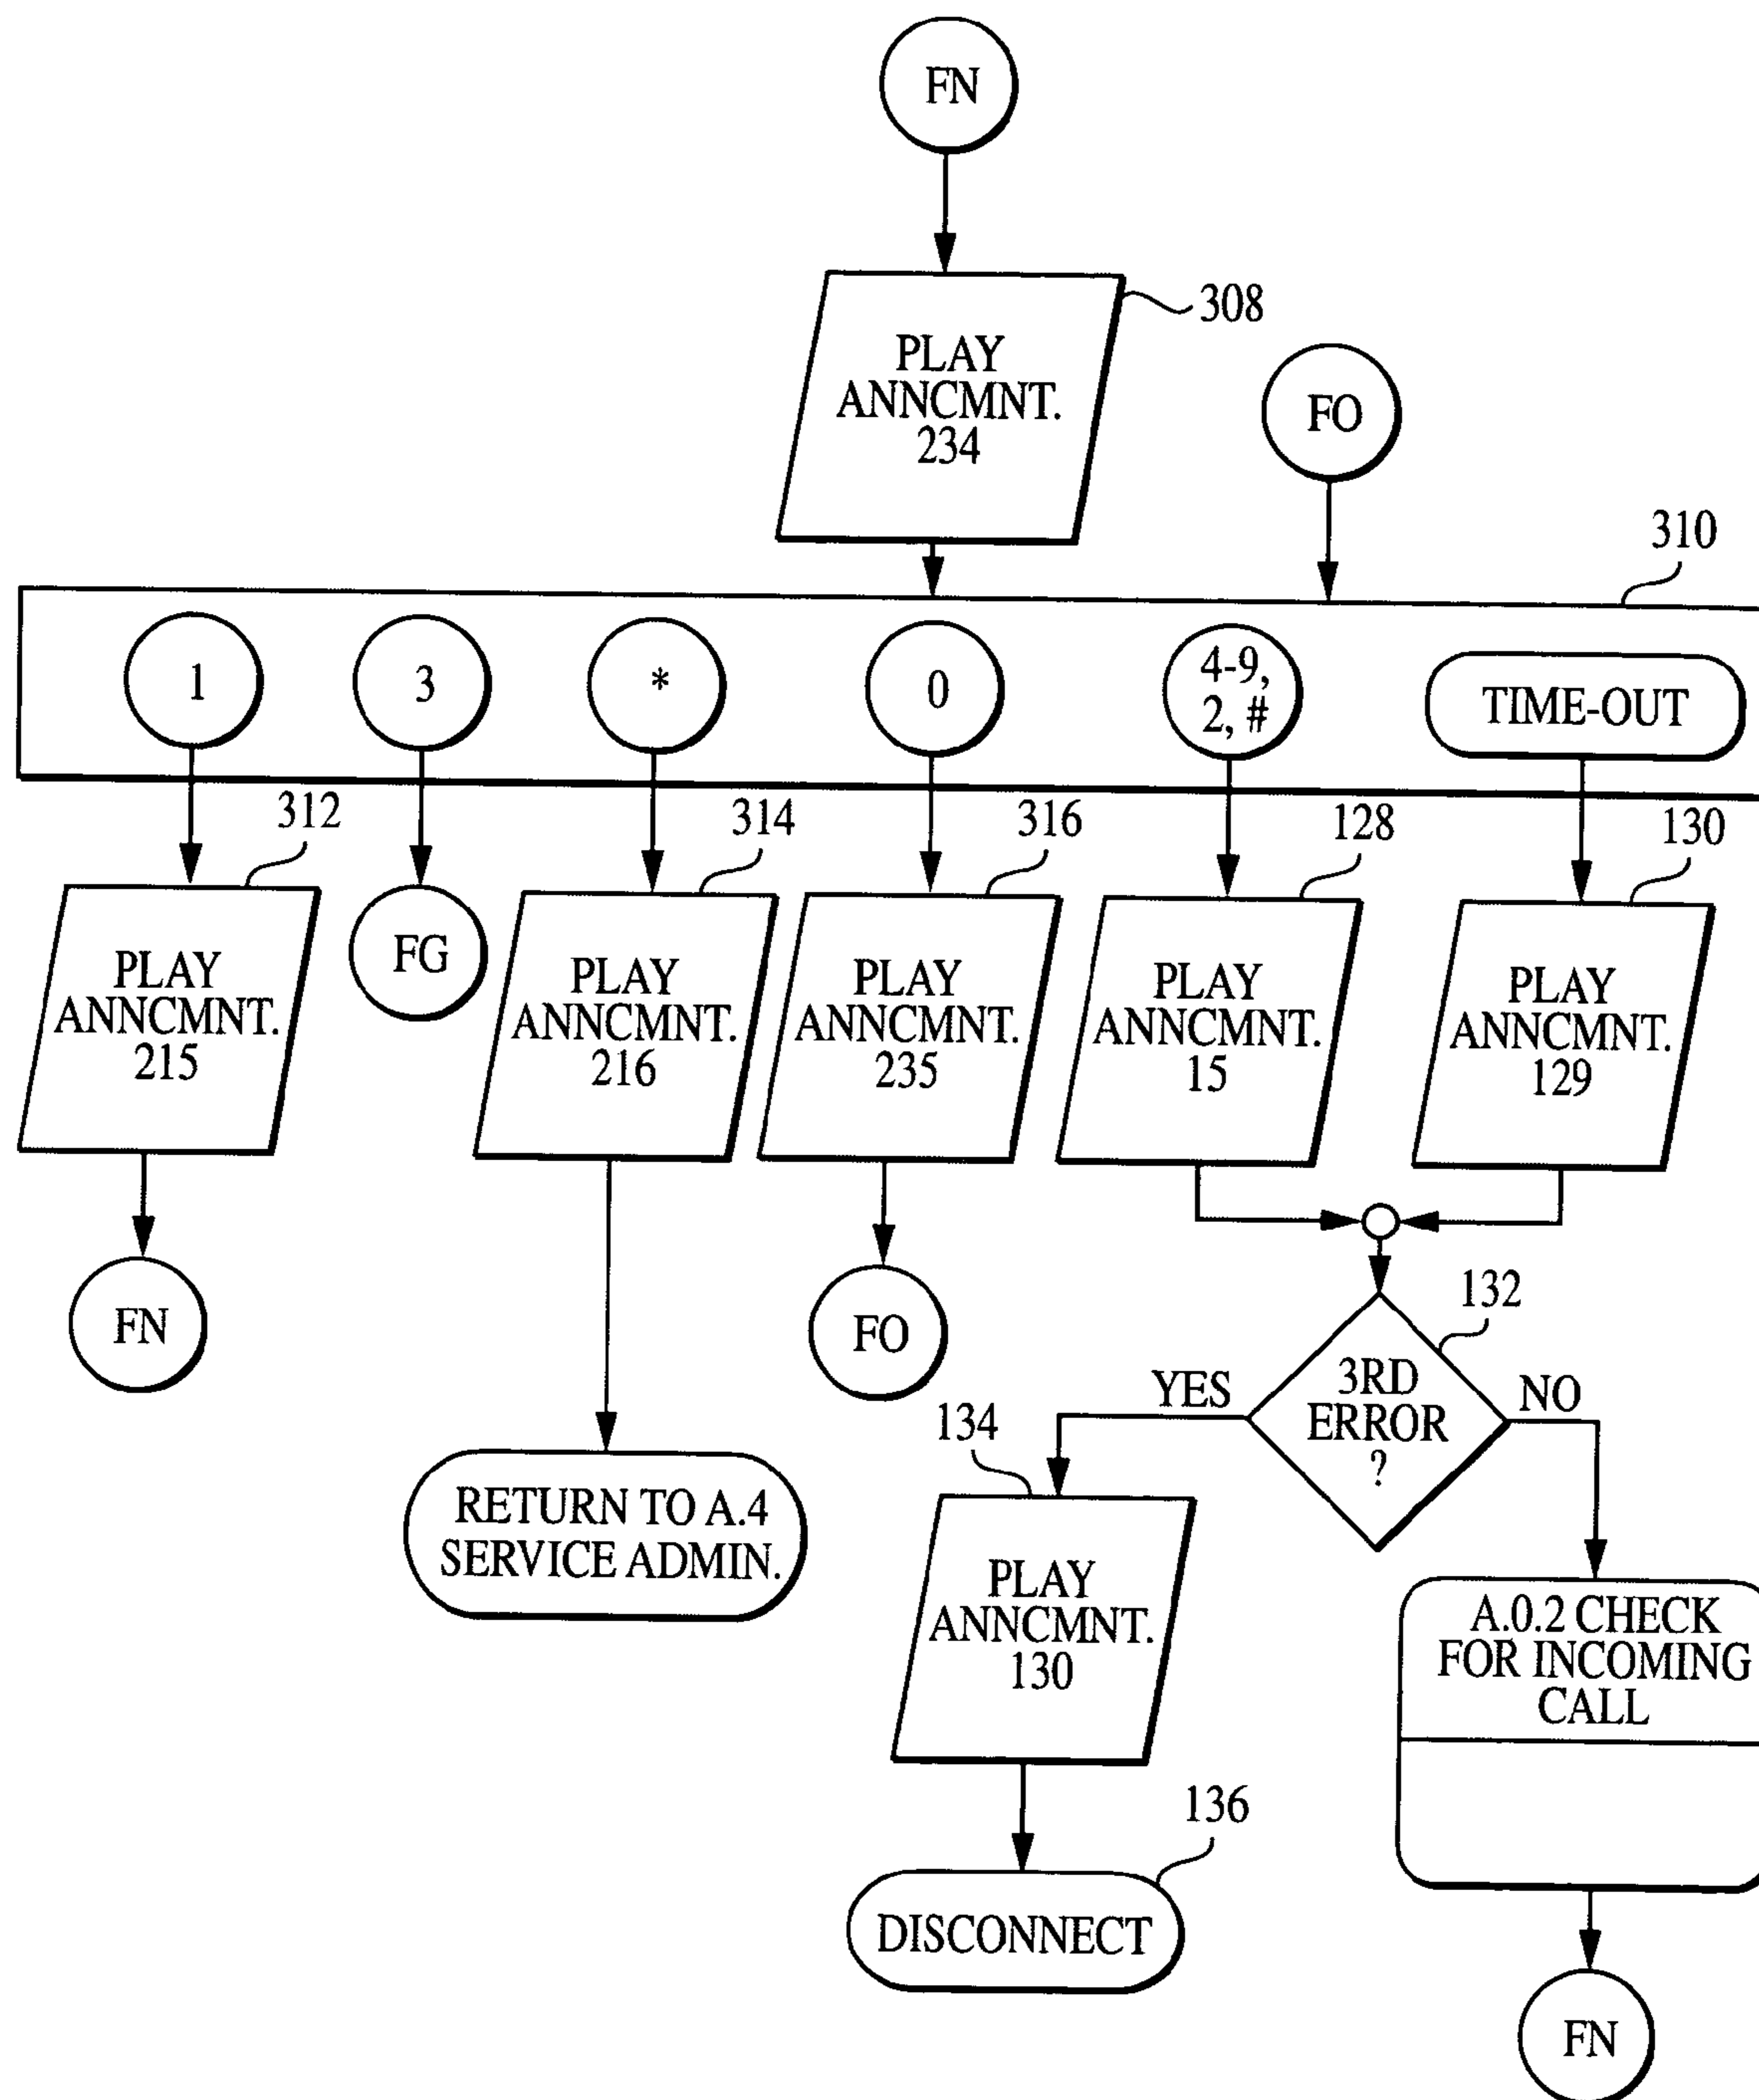 FN
308
PLAY
ANNCMNT.
234
FO
310
1
3
*
0
4-9,
2, #
TIME-OUT
312
314
316
128
130
PLAY
ANNCMNT.
215
FG
PLAY
ANNCMNT.
216
PLAY
ANNCMNT.
235
PLAY
ANNCMNT.
15
PLAY
ANNCMNT.
129
FN
FO
132
3RD
ERROR
?
YES
NO
134
RETURN TO A.4
SERVICE ADMIN.
PLAY
ANNCMNT.
130
A.0.2 CHECK
FOR INCOMING
CALL
136
DISCONNECT
FN